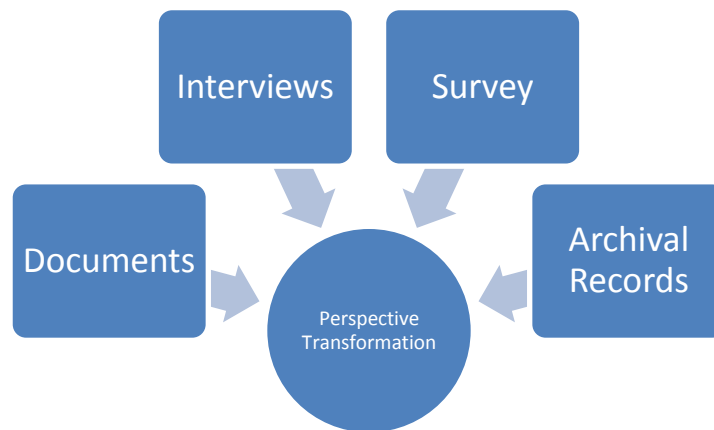 Interviews
Survey
Documents
Archival
Records
Perspective
Transformation